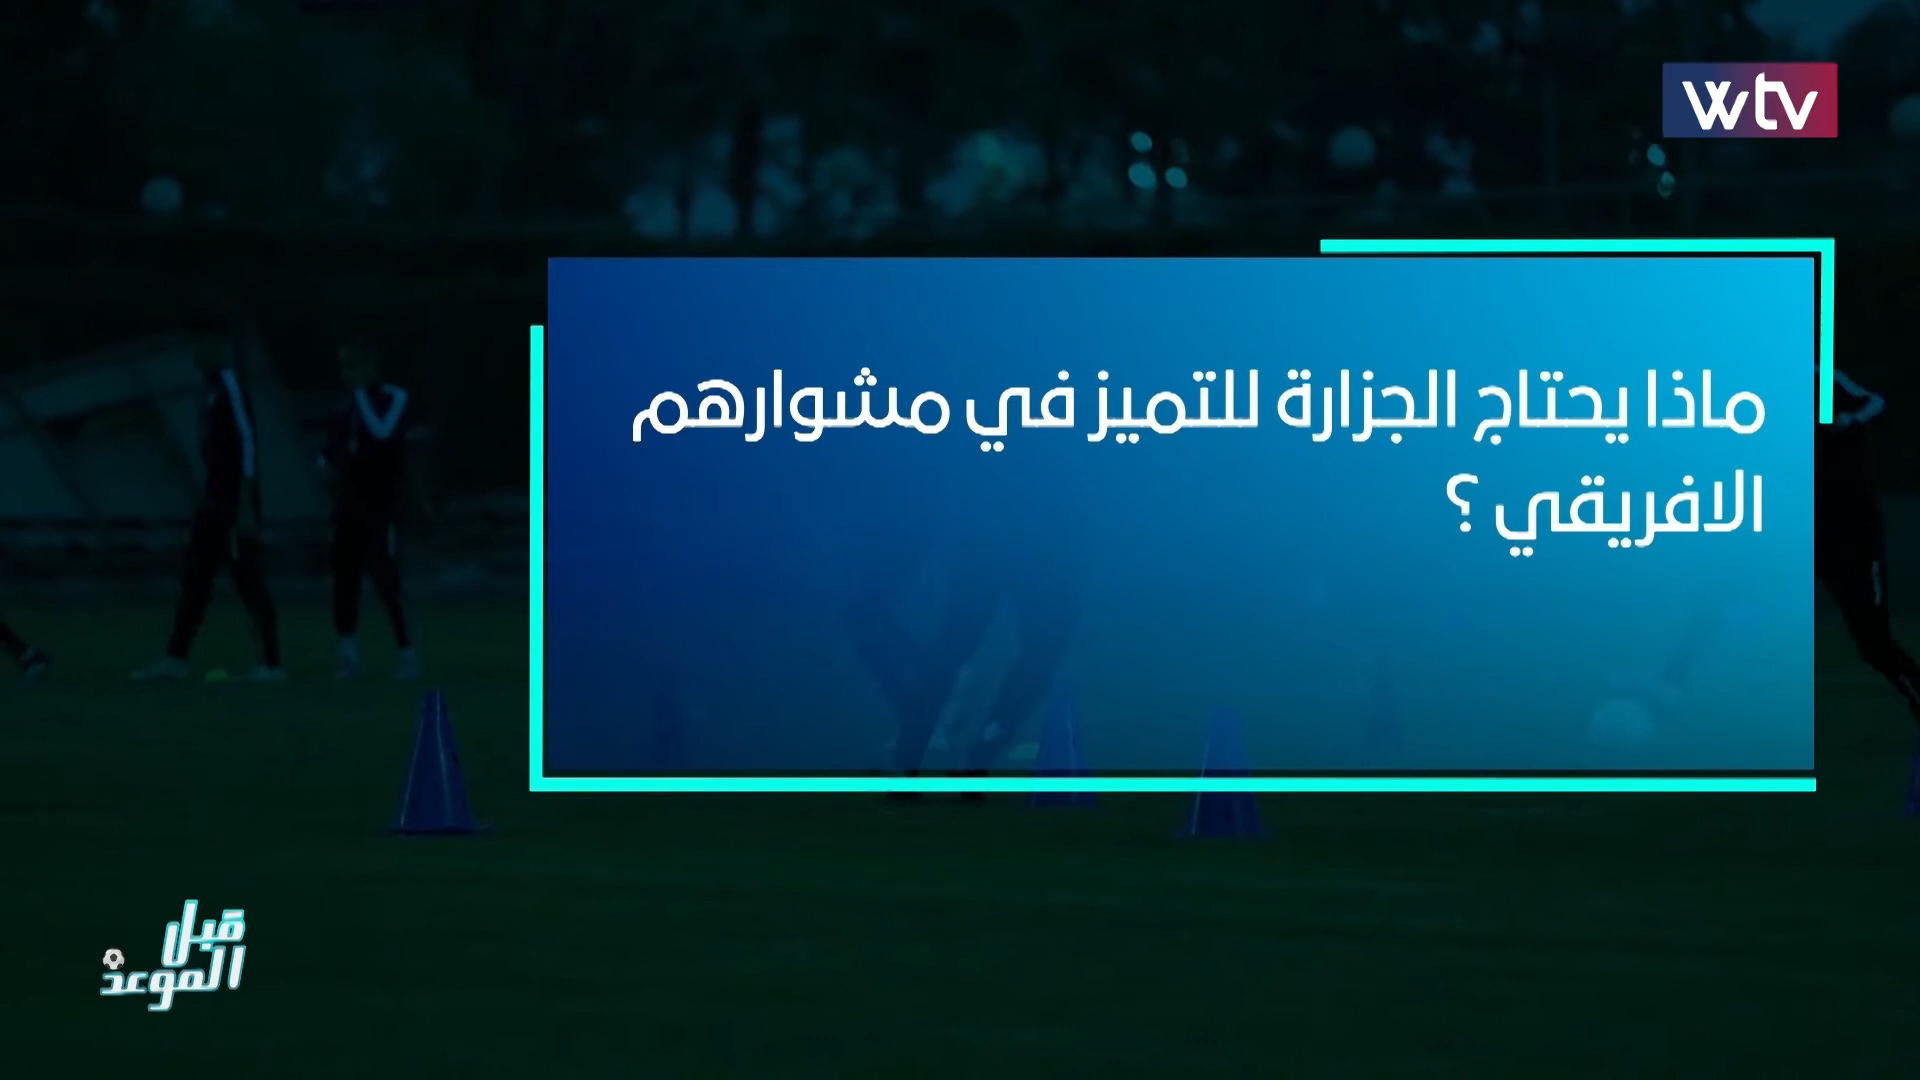 wtv
ماذا يحتاج الجزارة للتميز في مشوارهم
الافريقي ؟
قبل
الموعد